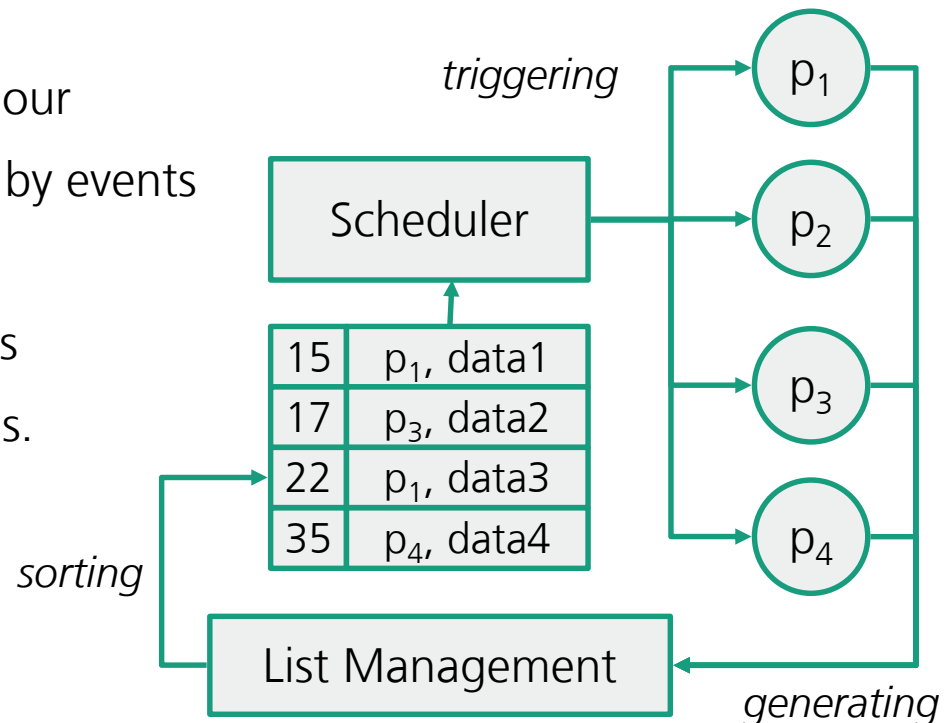 our
by events
s
s.
triggering
Scheduler
15 p₁, data1
17 p₃, data2
22 p₁, data3
35 p₄, data4
sorting
List Management
generating
p₁
p₂
p₃
p₄